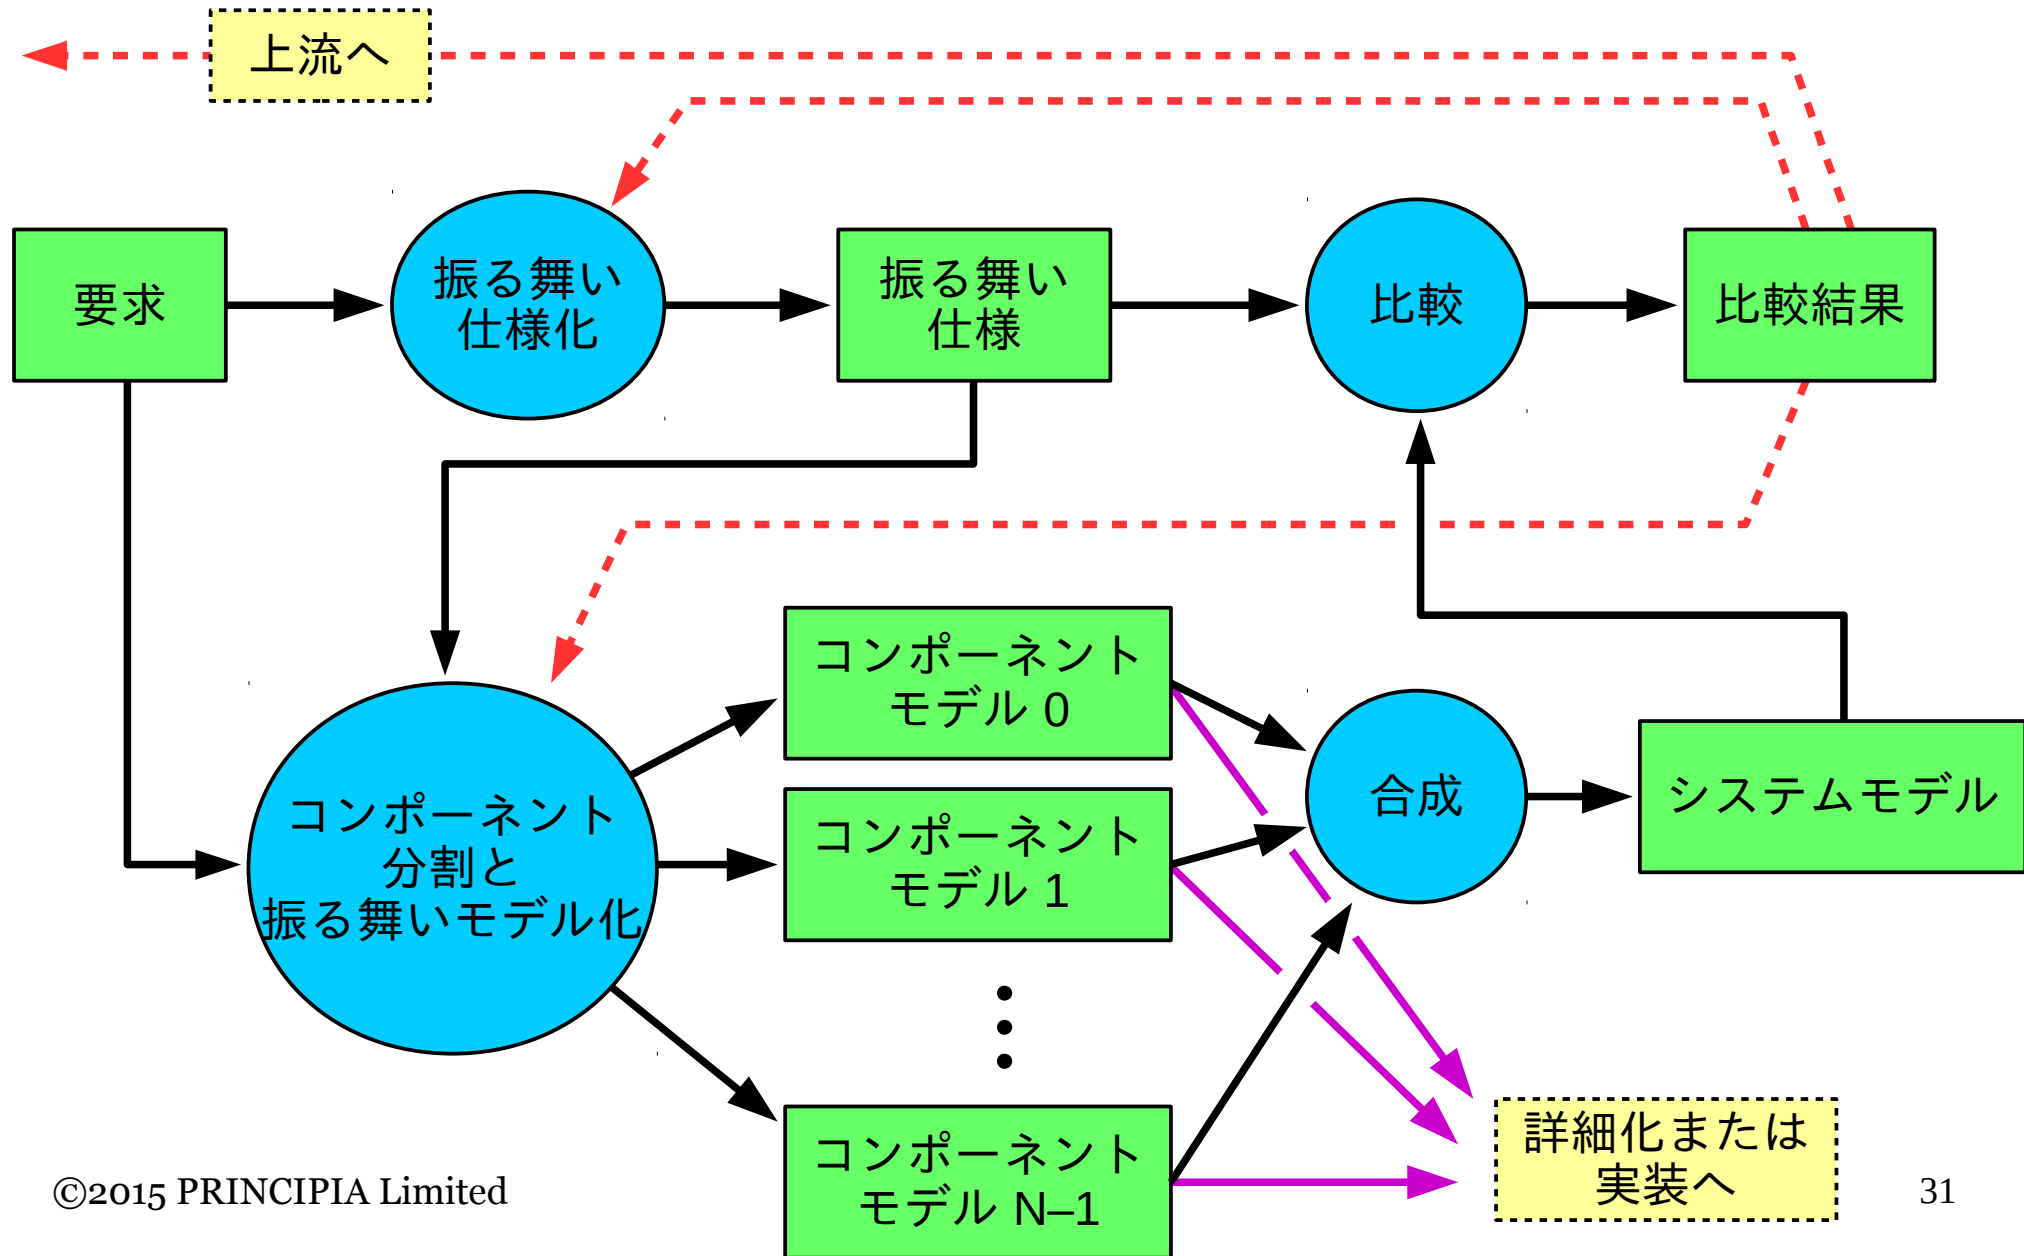 上流へ
要求
振る舞い
仕様化
振る舞い
仕様
比較
比較結果
コンポーネント
分割と
振る舞いモデル化
コンポーネント
モデル 0
コンポーネント
モデル 1
コンポーネント
モデル N–1
合成
システムモデル
詳細化または
実装へ
©2015 PRINCIPIA Limited
31